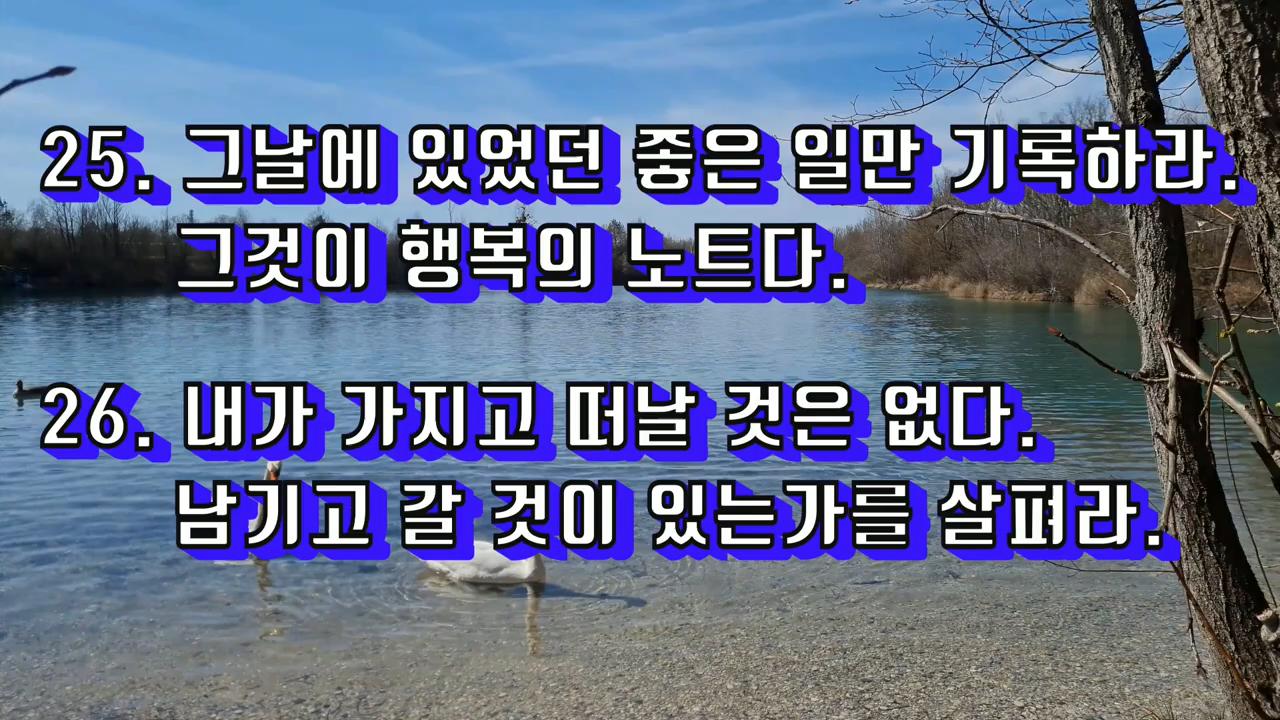 25. 그날에 있었던 좋은 일만 기록하라.
그것이 행복의 노트다.
26. 내가 가지고 떠날 것은 없다.
남기고 갈 것이 있는가를 살펴라.